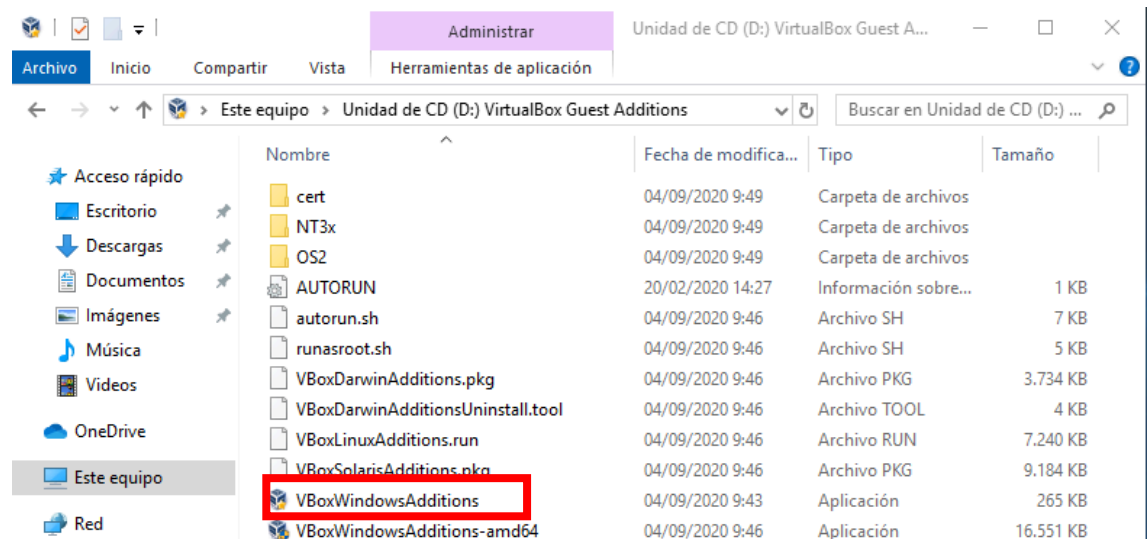 Administrar
Unidad de CD (D:) VirtualBox Guest A...
Archivo Inicio Compartir Vista Herramientas de aplicación
Este equipo Unidad de CD (D:) VirtualBox Guest Additions
Buscar en Unidad de CD (D:) ...
Acceso rápido
Escritorio
Descargas
Documentos
Imágenes
Música
Videos
OneDrive
Este equipo
Red
Nombre Fecha de modifica... Tipo Tamaño
cert 04/09/2020 9:49 Carpeta de archivos
NT3x 04/09/2020 9:49 Carpeta de archivos
OS2 04/09/2020 9:49 Carpeta de archivos
AUTORUN 20/02/2020 14:27 Información sobre... 1 KB
autorun.sh 04/09/2020 9:46 Archivo SH 7 KB
runasroot.sh 04/09/2020 9:46 Archivo SH 5 KB
VBoxDarwinAdditions.pkg 04/09/2020 9:46 Archivo PKG 3.734 KB
VBoxDarwinAdditionsUninstall.tool 04/09/2020 9:46 Archivo TOOL 4 KB
VBoxLinuxAdditions.run 04/09/2020 9:46 Archivo RUN 7.240 KB
VBoxSolarisAdditions.pkg 04/09/2020 9:46 Archivo PKG 9.184 KB
VBoxWindowsAdditions 04/09/2020 9:43 Aplicación 265 KB
VBoxWindowsAdditions-amd64 04/09/2020 9:46 Aplicación 16.551 KB